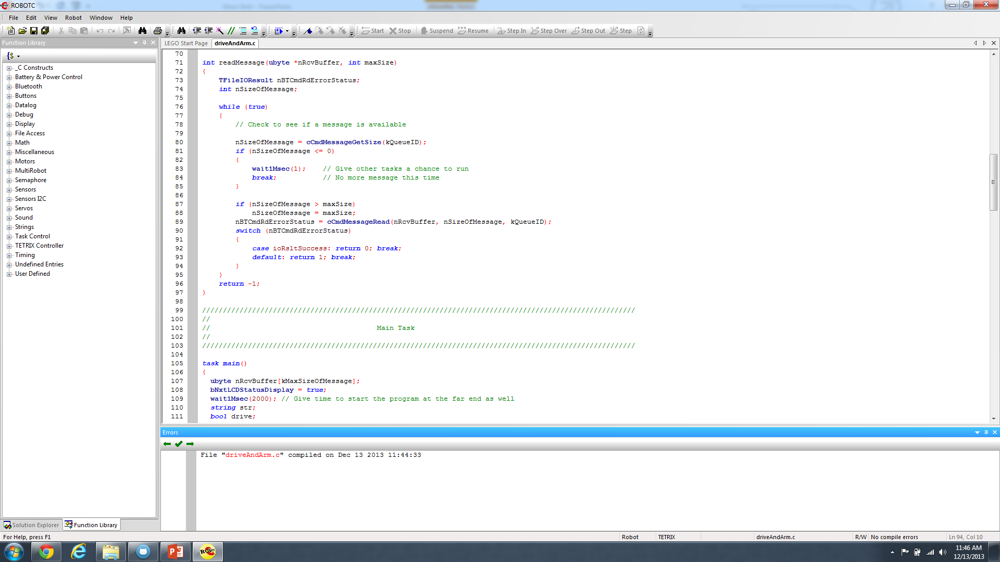 ROBOTC
File Edit View Robot Window Help
Start Stop Suspend Resume Step In Step Over Step Out Step
Function Library
LEGO Start Page driveAndArm.c
_C Constructs
Battery & Power Control
Bluetooth
Buttons
Datalog
Debug
Display
File Access
Math
Miscellaneous
Motors
MultiRobot
Semaphore
Sensors
Sensors I2C
Servos
Sound
Strings
Task Control
TETRIX Controller
Timing
Undefined Entries
User Defined
Solution Explorer Function Library
70
71 int readMessage(ubyte *nRcvBuffer, int maxSize)
72 {
73 TFileIOResult nBTCmdRdErrorStatus;
74 int nSizeOfMessage;
75
76 while (true)
77 {
78 // Check to see if a message is available
79
80 nSizeOfMessage = cCmdMessageGetSize(kQueueID);
81 if (nSizeOfMessage <= 0)
82 {
83 wait1Msec(1); // Give other tasks a chance to run
84 break; // No more message this time
85 }
86
87 if (nSizeOfMessage > maxSize)
88 nSizeOfMessage = maxSize;
89 nBTCmdRdErrorStatus = cCmdMessageRead(nRcvBuffer, nSizeOfMessage, kQueueID);
90 switch (nBTCmdRdErrorStatus)
91 {
92 case ioRsltSuccess: return 0; break;
93 default: return 1; break;
94 }
95 }
96 return -1;
97 }
98
99 ////////////////////////////////////////////////////////////////////////////////////////////////////////
100 //
101 // Main Task
102 //
103 ////////////////////////////////////////////////////////////////////////////////////////////////////////
104
105 task main()
106 {
107 ubyte nRcvBuffer[kMaxSizeOfMessage];
108 bNxtLCDStatusDisplay = true;
109 wait1Msec(2000); // Give time to start the program at the far end as well
110 string str;
111 bool drive;
Errors
File "driveAndArm.c" compiled on Dec 13 2013 11:44:33
For Help, press F1 Robot TETRIX driveAndArm.c R/W No compile errors Ln 94, Col 10
11:46 AM
12/13/2013